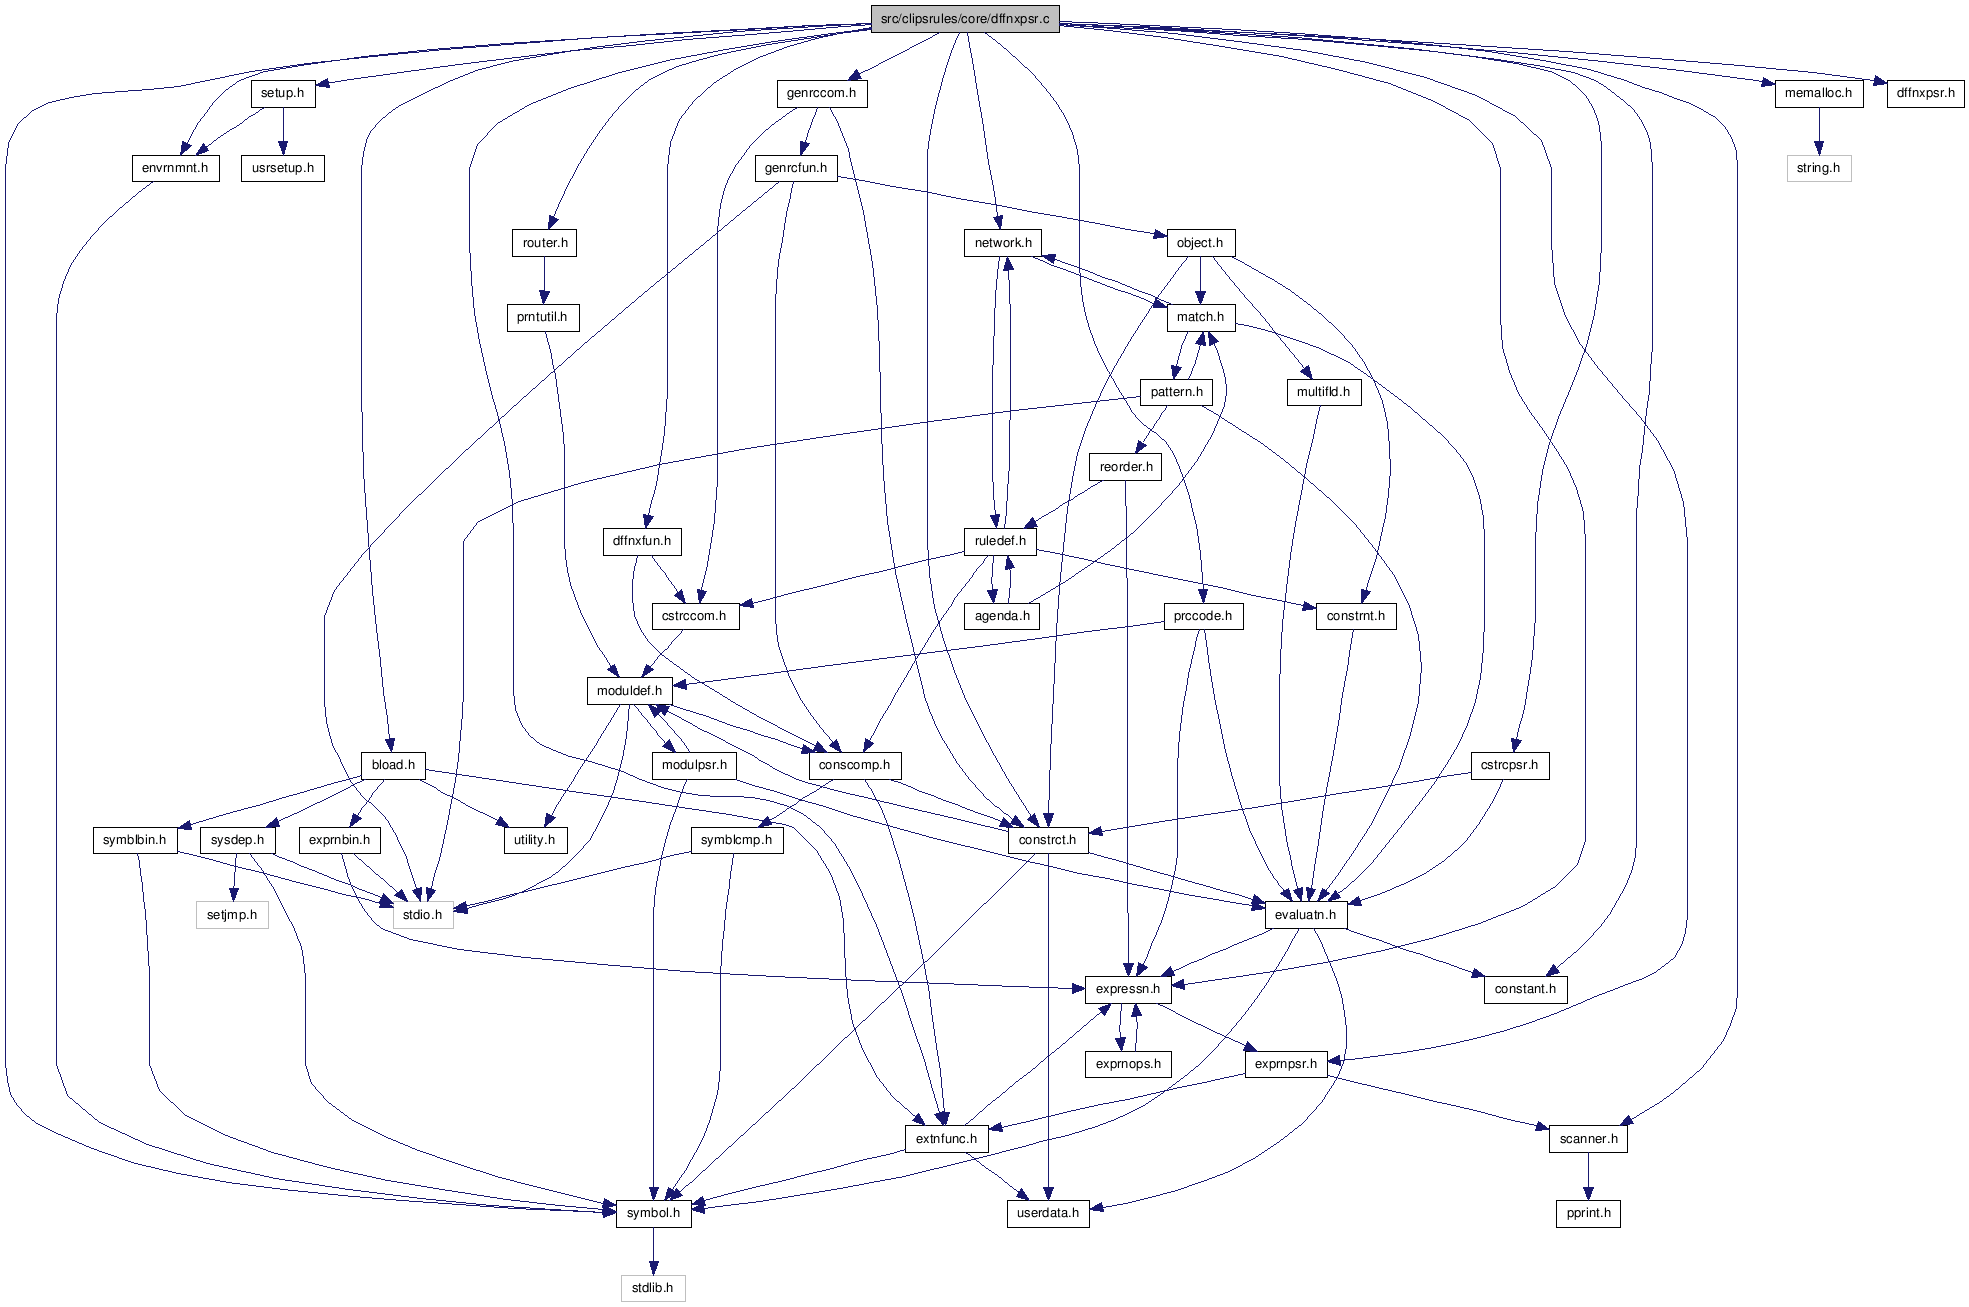 src/clipsrules/core/dffnxpsr.c
setup.h
genrccom.h
memalloc.h
dffnxpsr.h
envrnmnt.h
usrsetup.h
genrcfun.h
string.h
router.h
network.h
object.h
prntutil.h
match.h
pattern.h
multifld.h
reorder.h
dffnxfun.h
ruledef.h
cstrccom.h
agenda.h
prccode.h
constrnt.h
moduldef.h
bload.h
modulpsr.h
conscomp.h
cstrcpsr.h
symblbin.h
sysdep.h
exprnbin.h
utility.h
symblcmp.h
constrct.h
setjmp.h
stdio.h
evaluatn.h
expressn.h
constant.h
exprnops.h
exprnpsr.h
extnfunc.h
scanner.h
symbol.h
userdata.h
pprint.h
stdlib.h